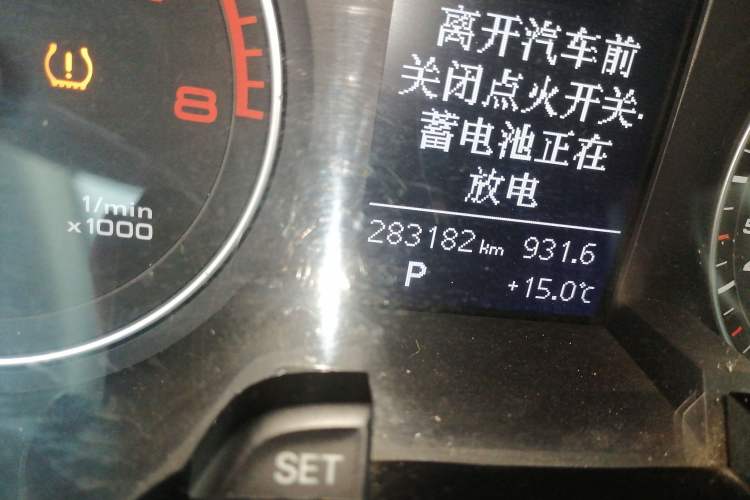 离开汽车前
关闭点火开关.
蓄电池正在
放电
8
1/min
x1000
283182 km 931.6
P +15.0℃
SET